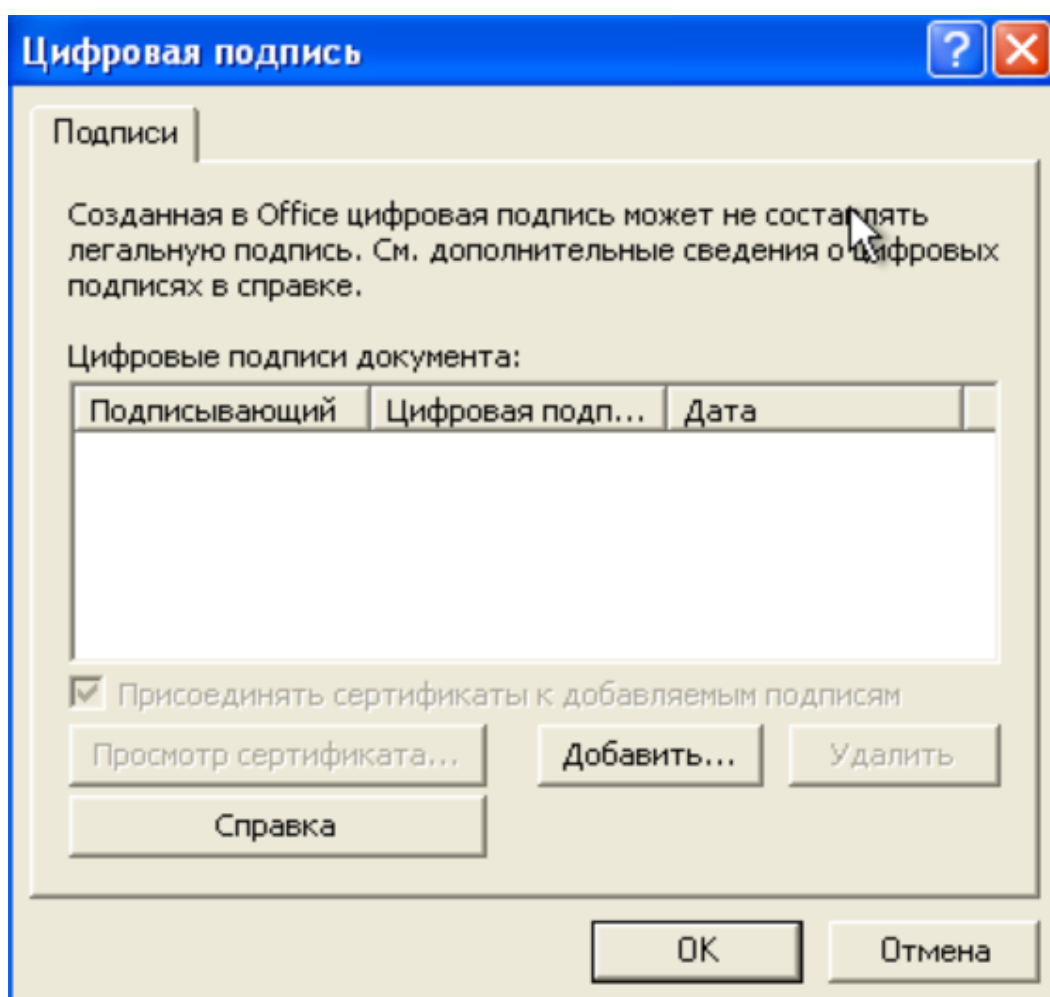 Цифровая подпись
Подписи
Созданная в Office цифровая подпись может не составлять
легальную подпись. См. дополнительные сведения о цифровых
подписях в справке.
Цифровые подписи документа:
Подписывающий Цифровая подп... Дата
Присоединять сертификаты к добавляемым подписям
Просмотр сертификата... Добавить... Удалить
Справка
OK Отмена